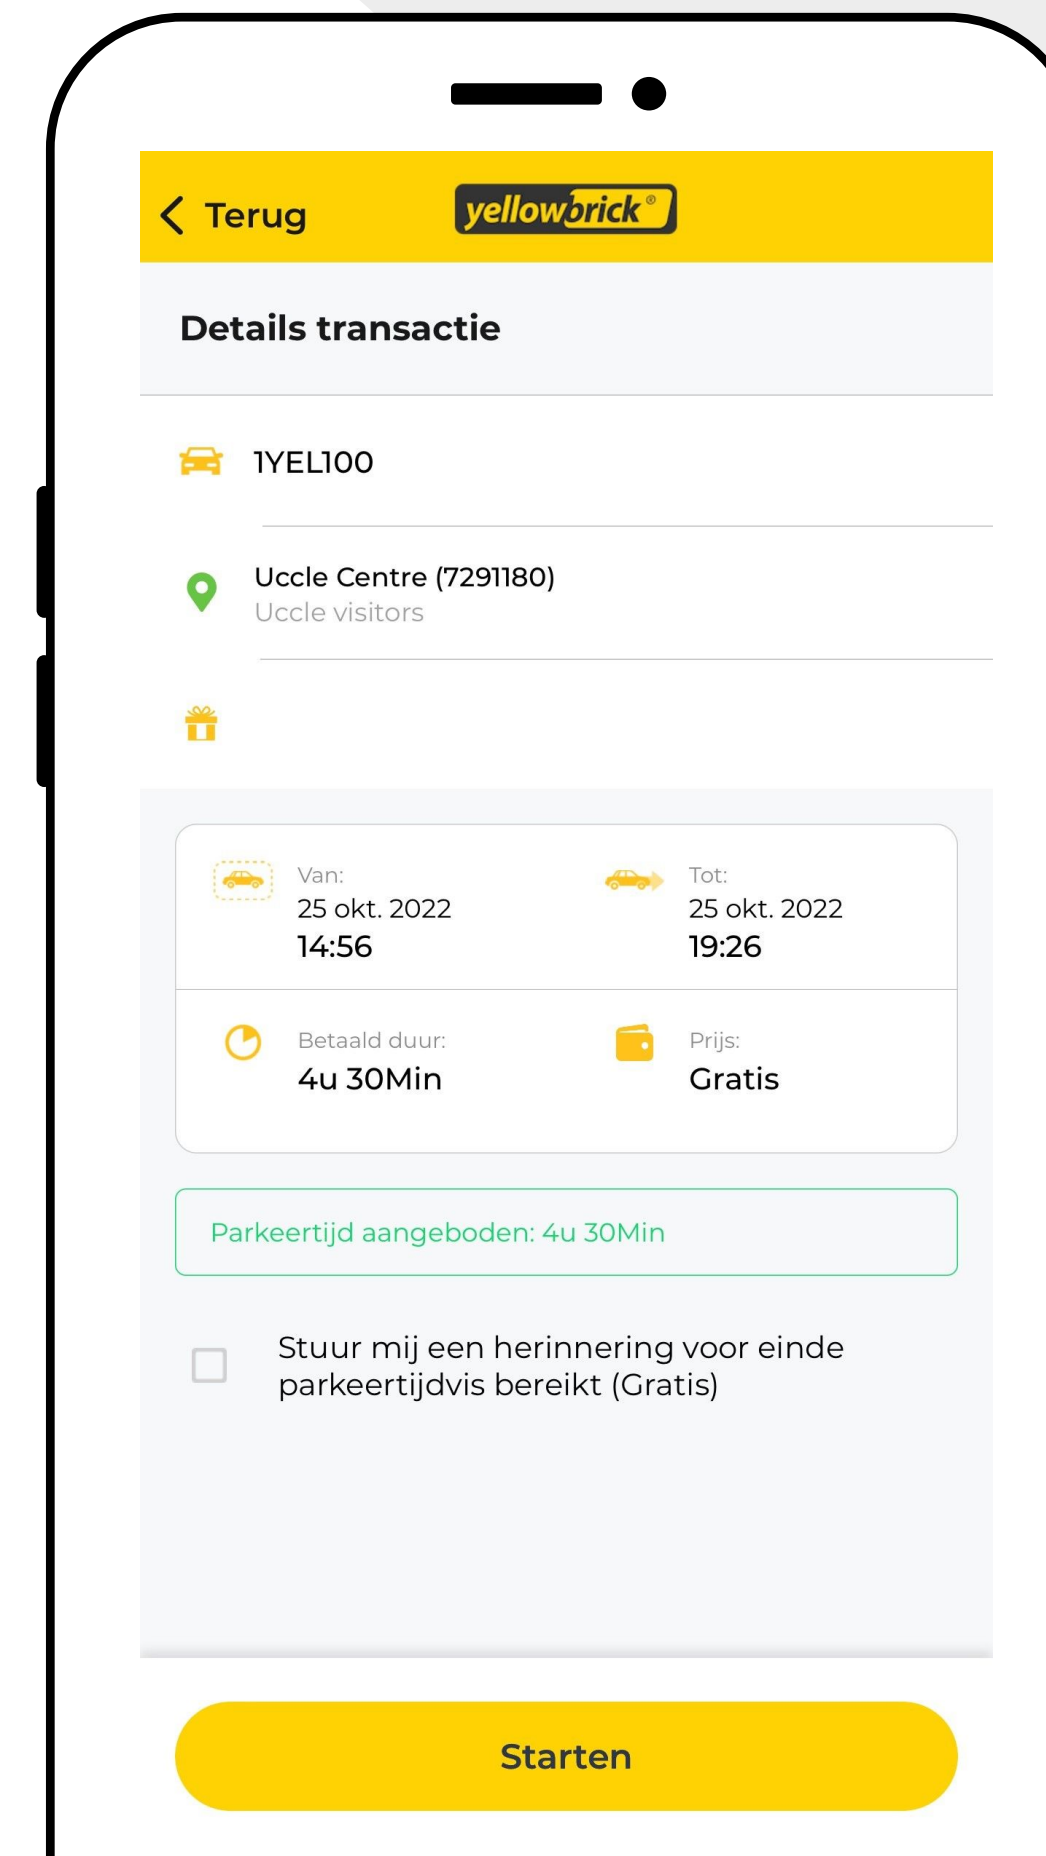 Terug
yellowbrick®
Details transactie
1YEL100
Uccle Centre (7291180)
Uccle visitors
Van:
25 okt. 2022
14:56
Tot:
25 okt. 2022
19:26
Betaald duur:
4u 30Min
Prijs:
Gratis
Parkeertijd aangeboden: 4u 30Min
Stuur mij een herinnering voor einde
parkeertijdvis bereikt (Gratis)
Starten